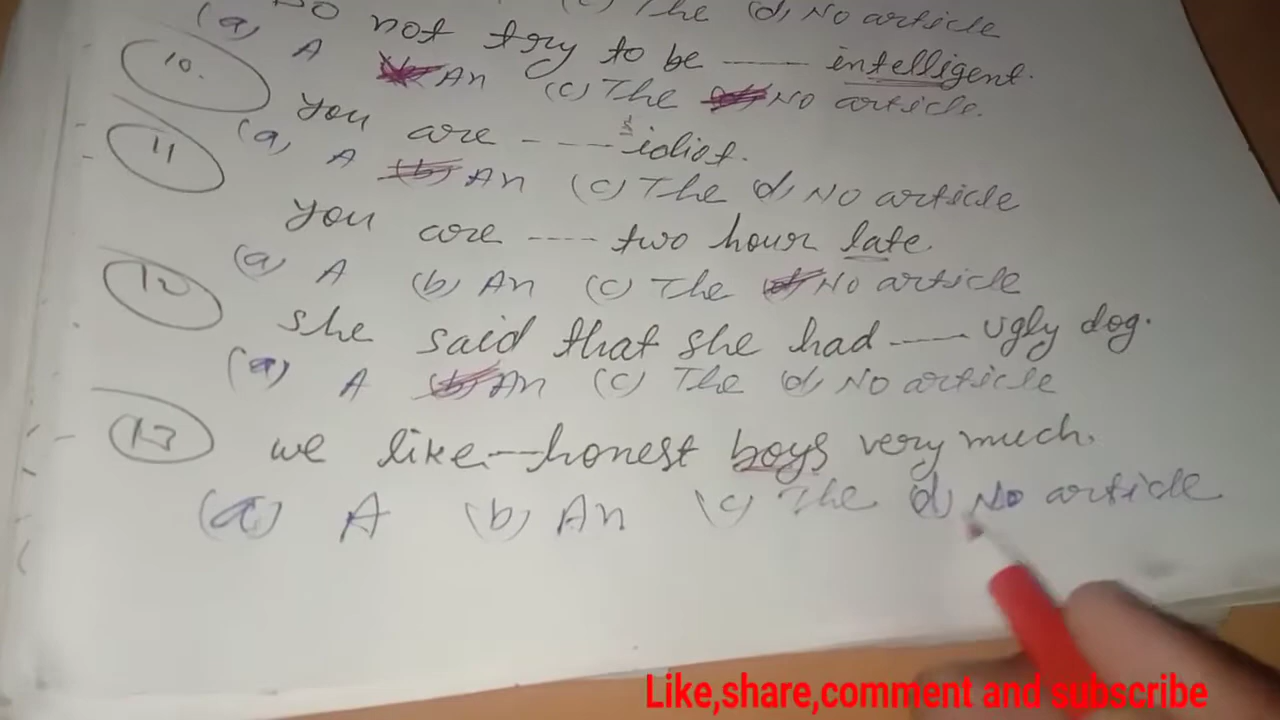 (c) The (d) No article
Do not try to be ----- intelligent.
10. (a) A An (c) The No article.
You are ---- idiot.
11 (a) A (b) An (c) The (d) No article
You are ---- two hour late.
(a) A (b) An (c) The (d) No article
12 she said that she had ---- ugly dog.
(a) A (b) An (c) The (d) No article
13 we like --- honest boys very much.
(a) A (b) An (c) The (d) No article
Like,share,comment and subscribe